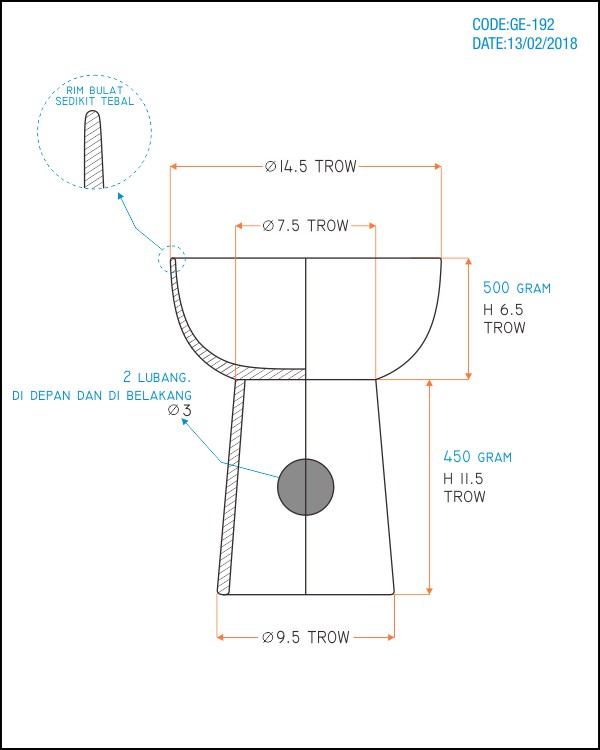 CODE:GE-192
DATE:13/02/2018
RIM BULAT
SEDIKIT TEBAL
Ø14.5 TROW
Ø7.5 TROW
500 GRAM
H 6.5
TROW
2 LUBANG.
DI DEPAN DAN DI BELAKANG
Ø3
450 GRAM
H 11.5
TROW
Ø9.5 TROW